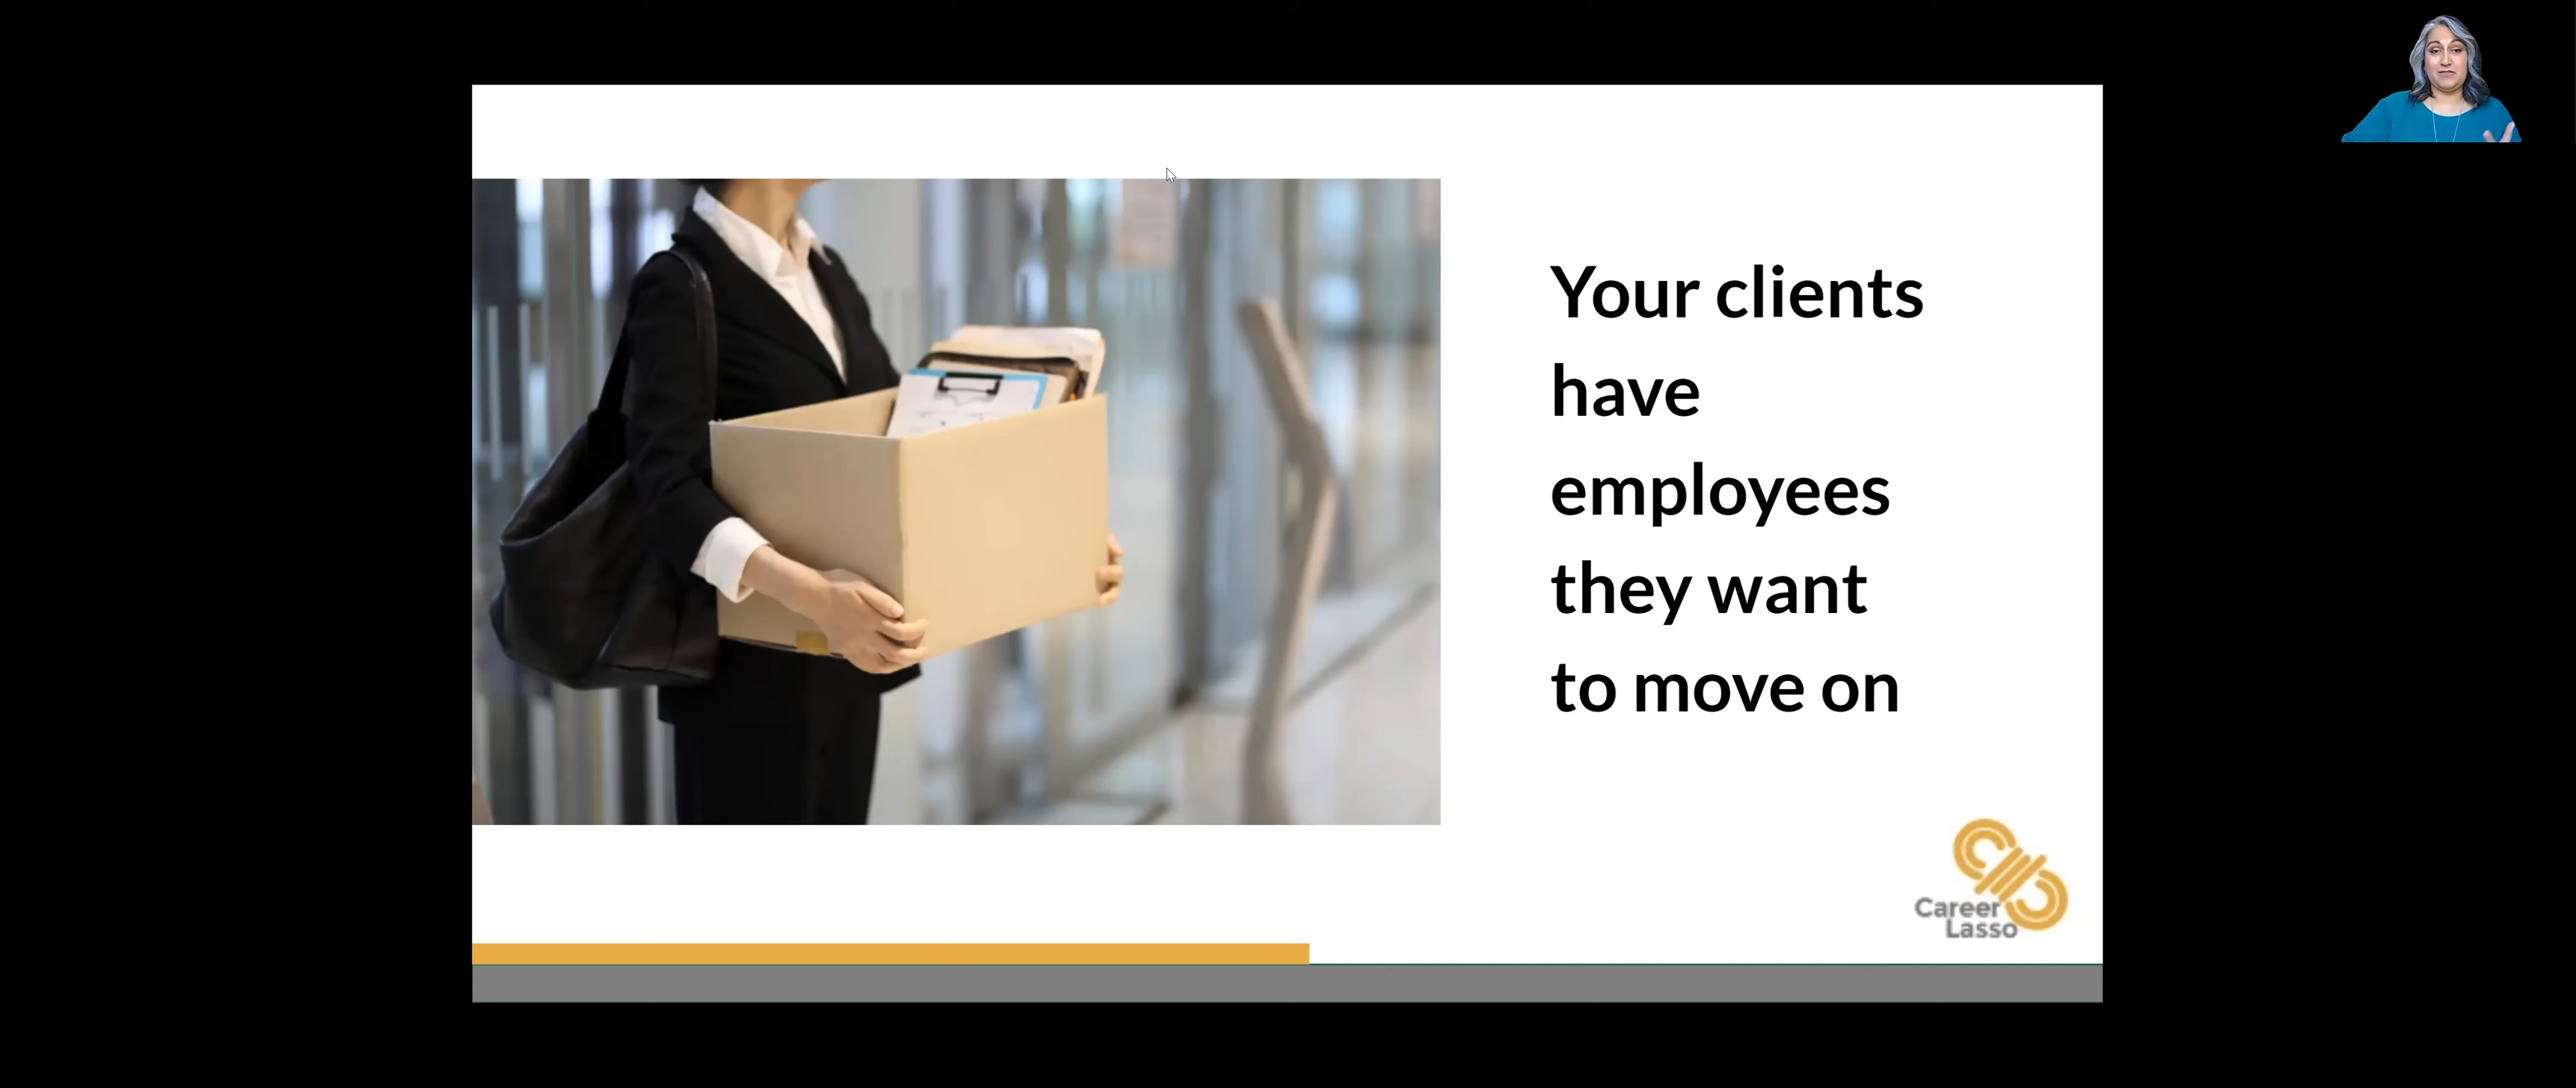 Your clients
have
employees
they want
to move on
Career
Lasso